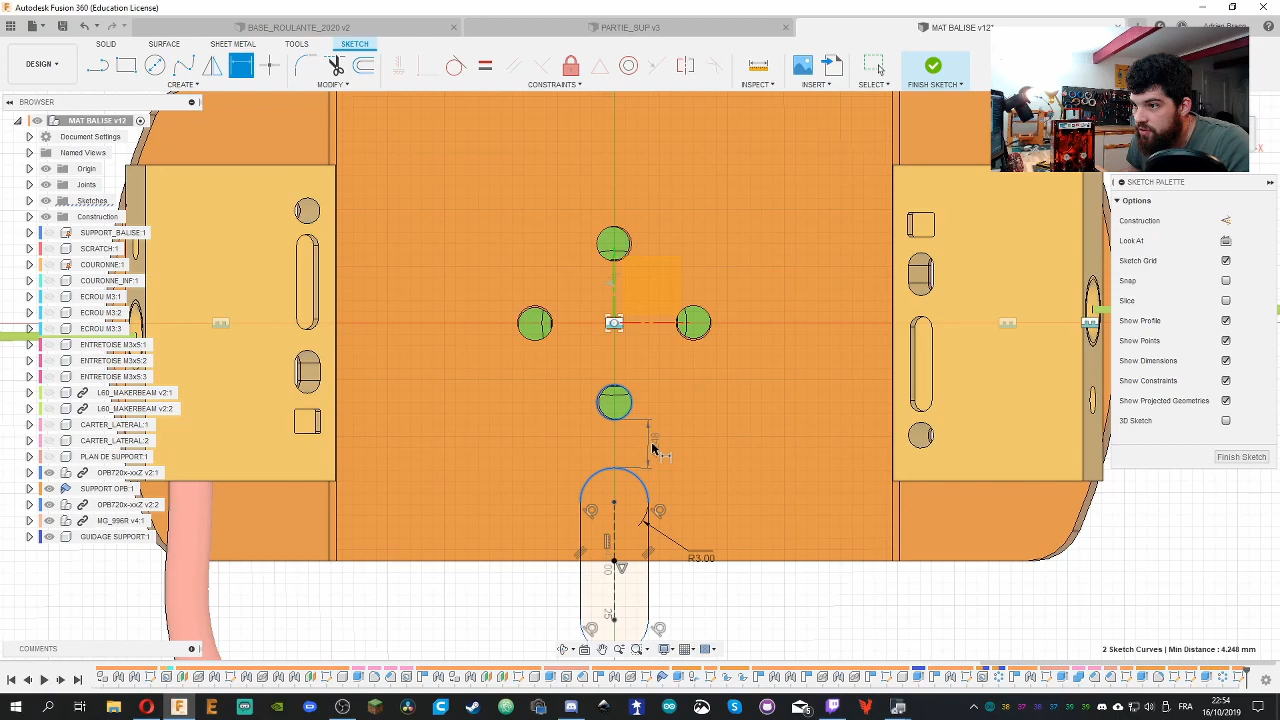 Autodesk Fusion 360 (Education License)
BASE_ROULANTE_2020 v2
PARTIE_SUP v3
MAT BALISE v12*
DESIGN
SOLID
SURFACE
SHEET METAL
TOOLS
SKETCH
CREATE
MODIFY
CONSTRAINTS
INSPECT
INSERT
SELECT
FINISH SKETCH
BROWSER
MAT BALISE v12
Document Settings
Named Views
Origin
Joints
Sketches
Construction
SUPPORT_BALISE:1
SCRATCH:1
COURONNE:1
COURONNE_INF:1
ECROU M3:1
ECROU M3:2
ECROU M3:3
ENTRETOISE M3x5:1
ENTRETOISE M3x5:2
ENTRETOISE M3x5:3
L60_MAKERBEAM v2:1
L60_MAKERBEAM v2:2
CARTER_LATERAL:1
CARTER_LATERAL:2
PLAN DE SUPPORT:1
OPB720x-xxZ v2:1
SUPPORT OPB:1
OPB720x-xxZ v2:2
MG_996R v4:1
GUIDAGE SUPPORT:1
R3.00
SKETCH PALETTE
Options
Construction
Look At
Sketch Grid
Snap
Slice
Show Profile
Show Points
Show Dimensions
Show Constraints
Show Projected Geometries
3D Sketch
Finish Sketch
COMMENTS
2 Sketch Curves | Min Distance : 4.248 mm
38 37 39 37 38
22:54
16/10/2019